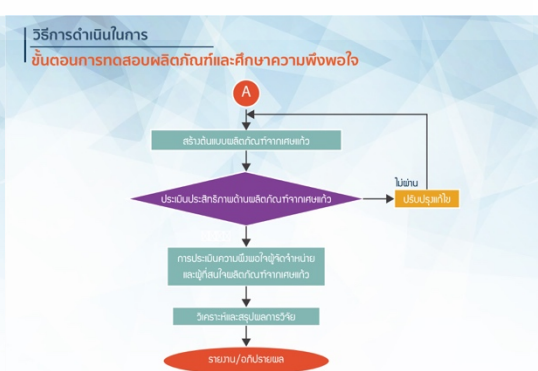 วิธีการดำเนินในการ
ขั้นตอนการทดสอบผลิตภัณฑ์และศึกษาความพึงพอใจ
A
สร้างต้นแบบผลิตภัณฑ์จากเศษแก้ว
ประเมินประสิทธิภาพด้านผลิตภัณฑ์จากเศษแก้ว
ไม่ผ่าน
ปรับปรุงแก้ไข
การประเมินความพึงพอใจผู้จัดจำหน่าย
และผู้ที่สนใจผลิตภัณฑ์จากเศษแก้ว
วิเคราะห์และสรุปผลการวิจัย
รายงาน/อภิปรายผล